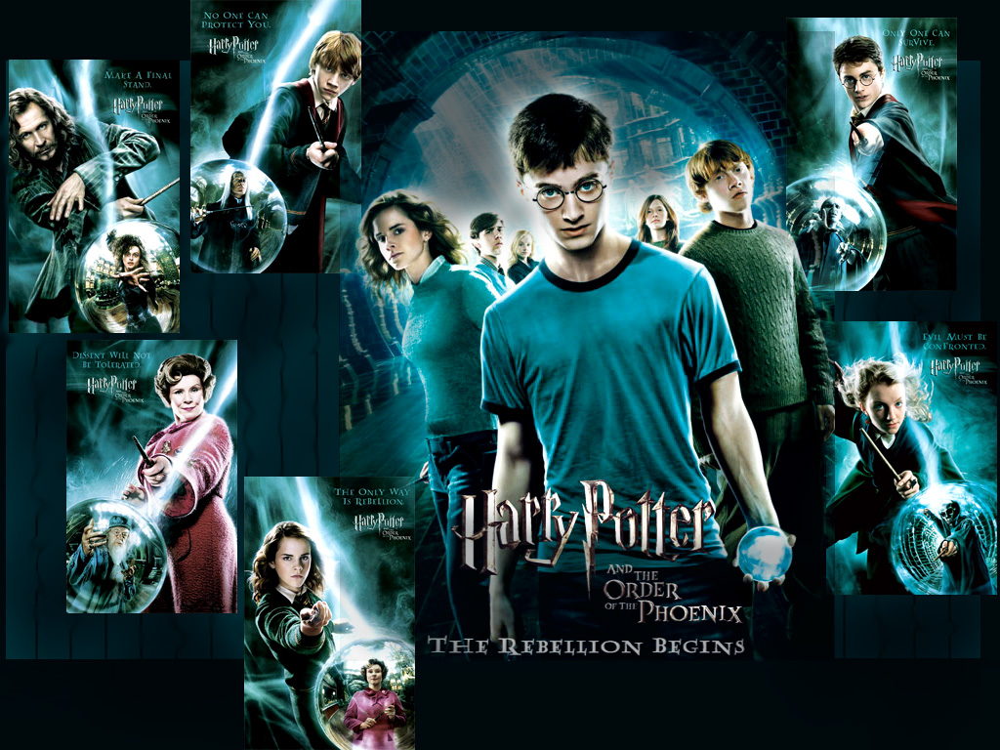 No One Can
Protect You.
Harry Potter
and the
Order
of the Phoenix
Only One Can
Survive.
Harry Potter
and the
Order
of the Phoenix
Make A Final
Stand.
Harry Potter
and the
Order
of the Phoenix
Dissent Will Not
Be Tolerated.
Harry Potter
and the
Order
of the Phoenix
Evil Must Be
Confronted.
Harry Potter
and the
Order
of the Phoenix
The Only Way
Is Rebellion.
Harry Potter
and the
Order
of the Phoenix
Harry Potter
and the
Order
of the Phoenix
The Rebellion Begins